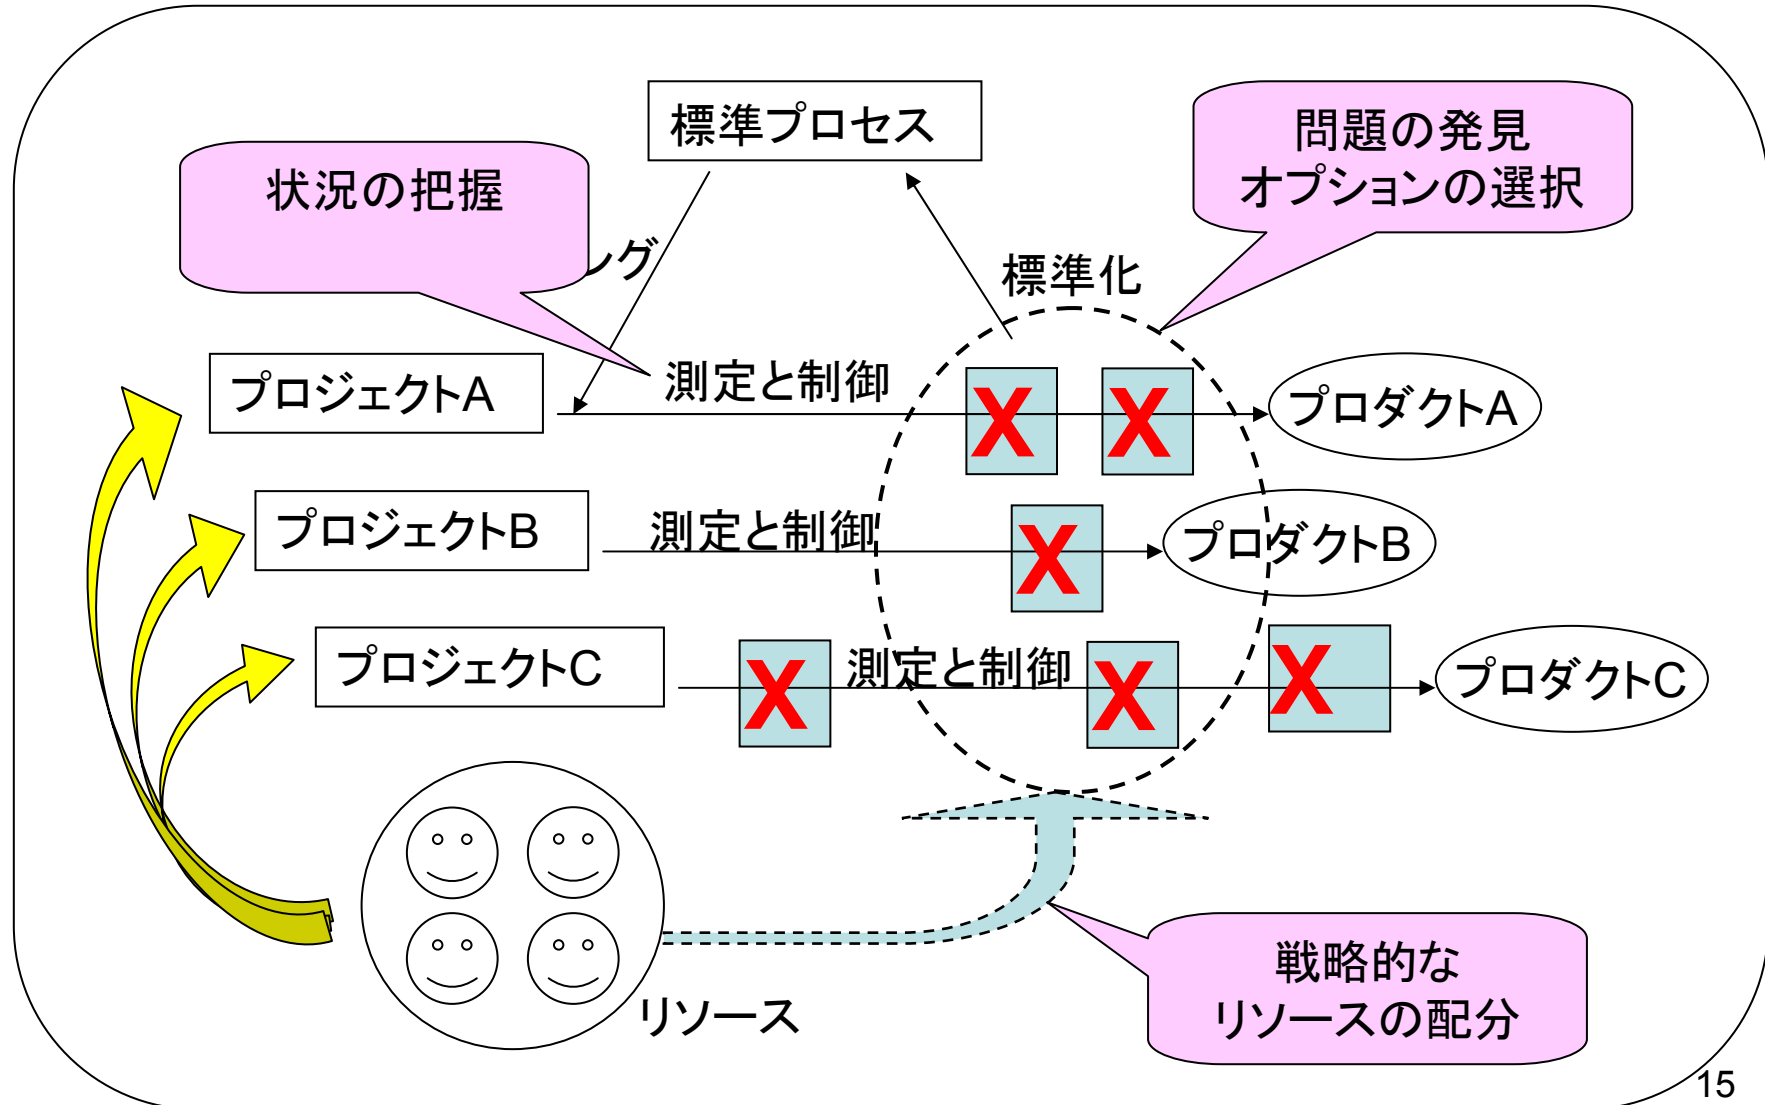 標準プロセス
問題の発見
オプションの選択
状況の把握
ング
標準化
プロジェクトA
測定と制御
X
X
プロダクトA
プロジェクトB
測定と制御
X
プロダクトB
プロジェクトC
X
測定と制御
X
X
プロダクトC
リソース
戦略的な
リソースの配分
15